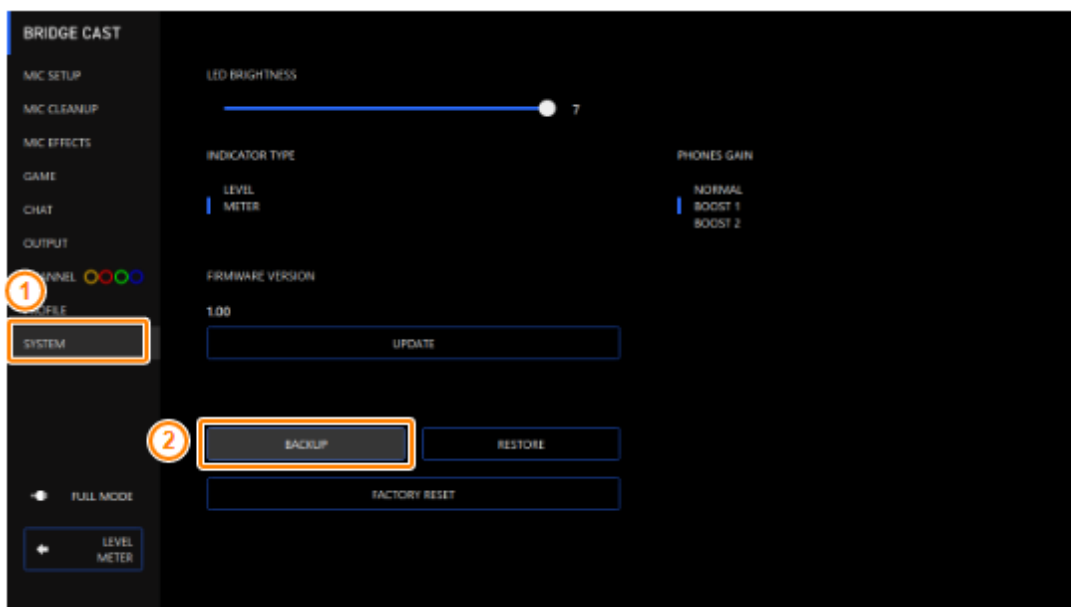 BRIDGE CAST
MIC SETUP
MIC CLEANUP
MIC EFFECTS
GAME
CHAT
OUTPUT
SYSTEM
FULL MODE
LEVEL
METER
LED BRIGHTNESS
7
INDICATOR TYPE
LEVEL
METER
PHONES GAIN
NORMAL
BOOST 1
BOOST 2
FIRMWARE VERSION
1.00
UPDATE
BACKUP
RESTORE
FACTORY RESET
1
2